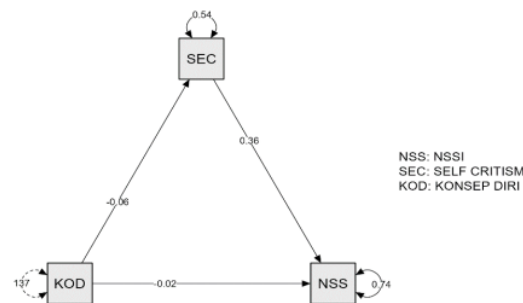 0.54
SEC
0.36
NSS: NSSI
SEC: SELF CRITISM
KOD: KONSEP DIRI
-0.06
137
KOD
-0.02
NSS
0.74